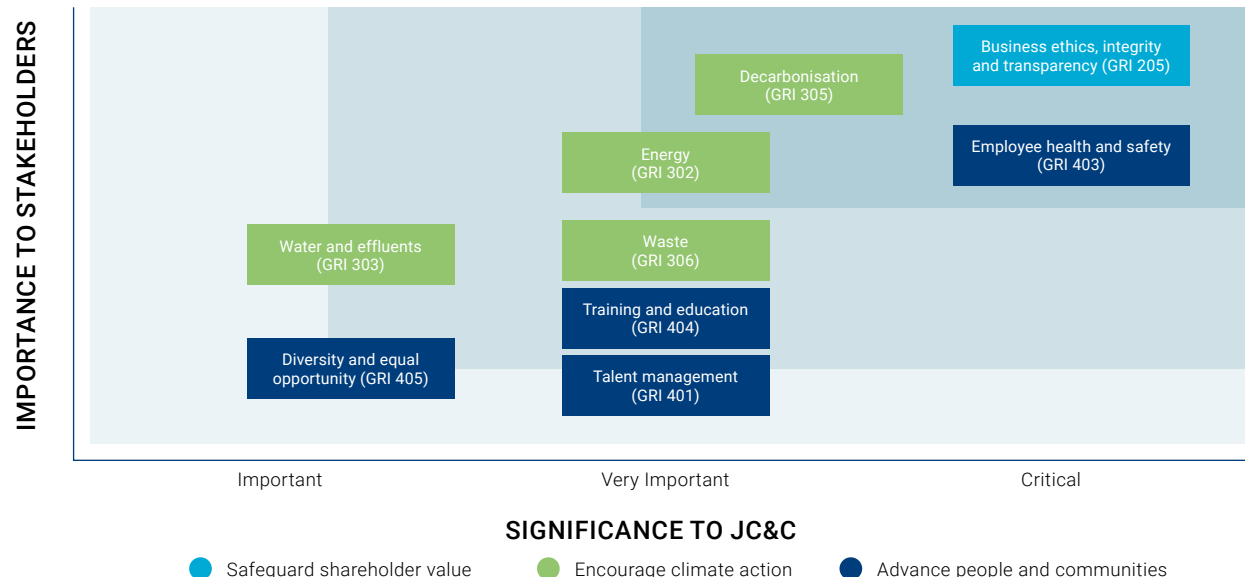 IMPORTANCE TO STAKEHOLDERS
Business ethics, integrity
and transparency (GRI 205)
Decarbonisation
(GRI 305)
Employee health and safety
(GRI 403)
Energy
(GRI 302)
Water and effluents
(GRI 303)
Waste
(GRI 306)
Training and education
(GRI 404)
Diversity and equal
opportunity (GRI 405)
Talent management
(GRI 401)
Important
Very Important
Critical
SIGNIFICANCE TO JC&C
Safeguard shareholder value
Encourage climate action
Advance people and communities